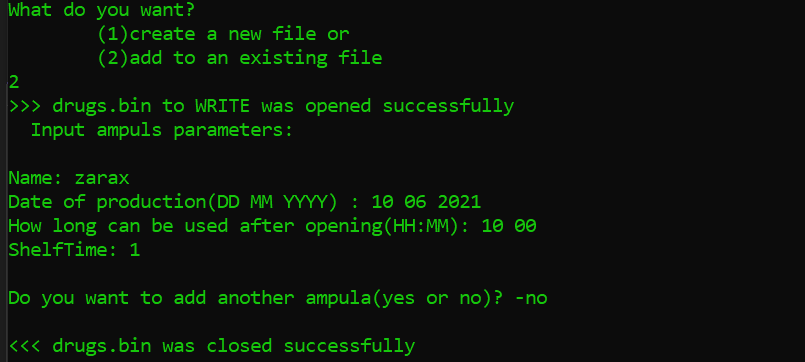 What do you want?
(1)create a new file or
(2)add to an existing file
2
>>> drugs.bin to WRITE was opened successfully
Input ampuls parameters:
Name: zarax
Date of production(DD MM YYYY) : 10 06 2021
How long can be used after opening(HH:MM): 10 00
ShelfTime: 1
Do you want to add another ampula(yes or no)? -no
<<< drugs.bin was closed successfully